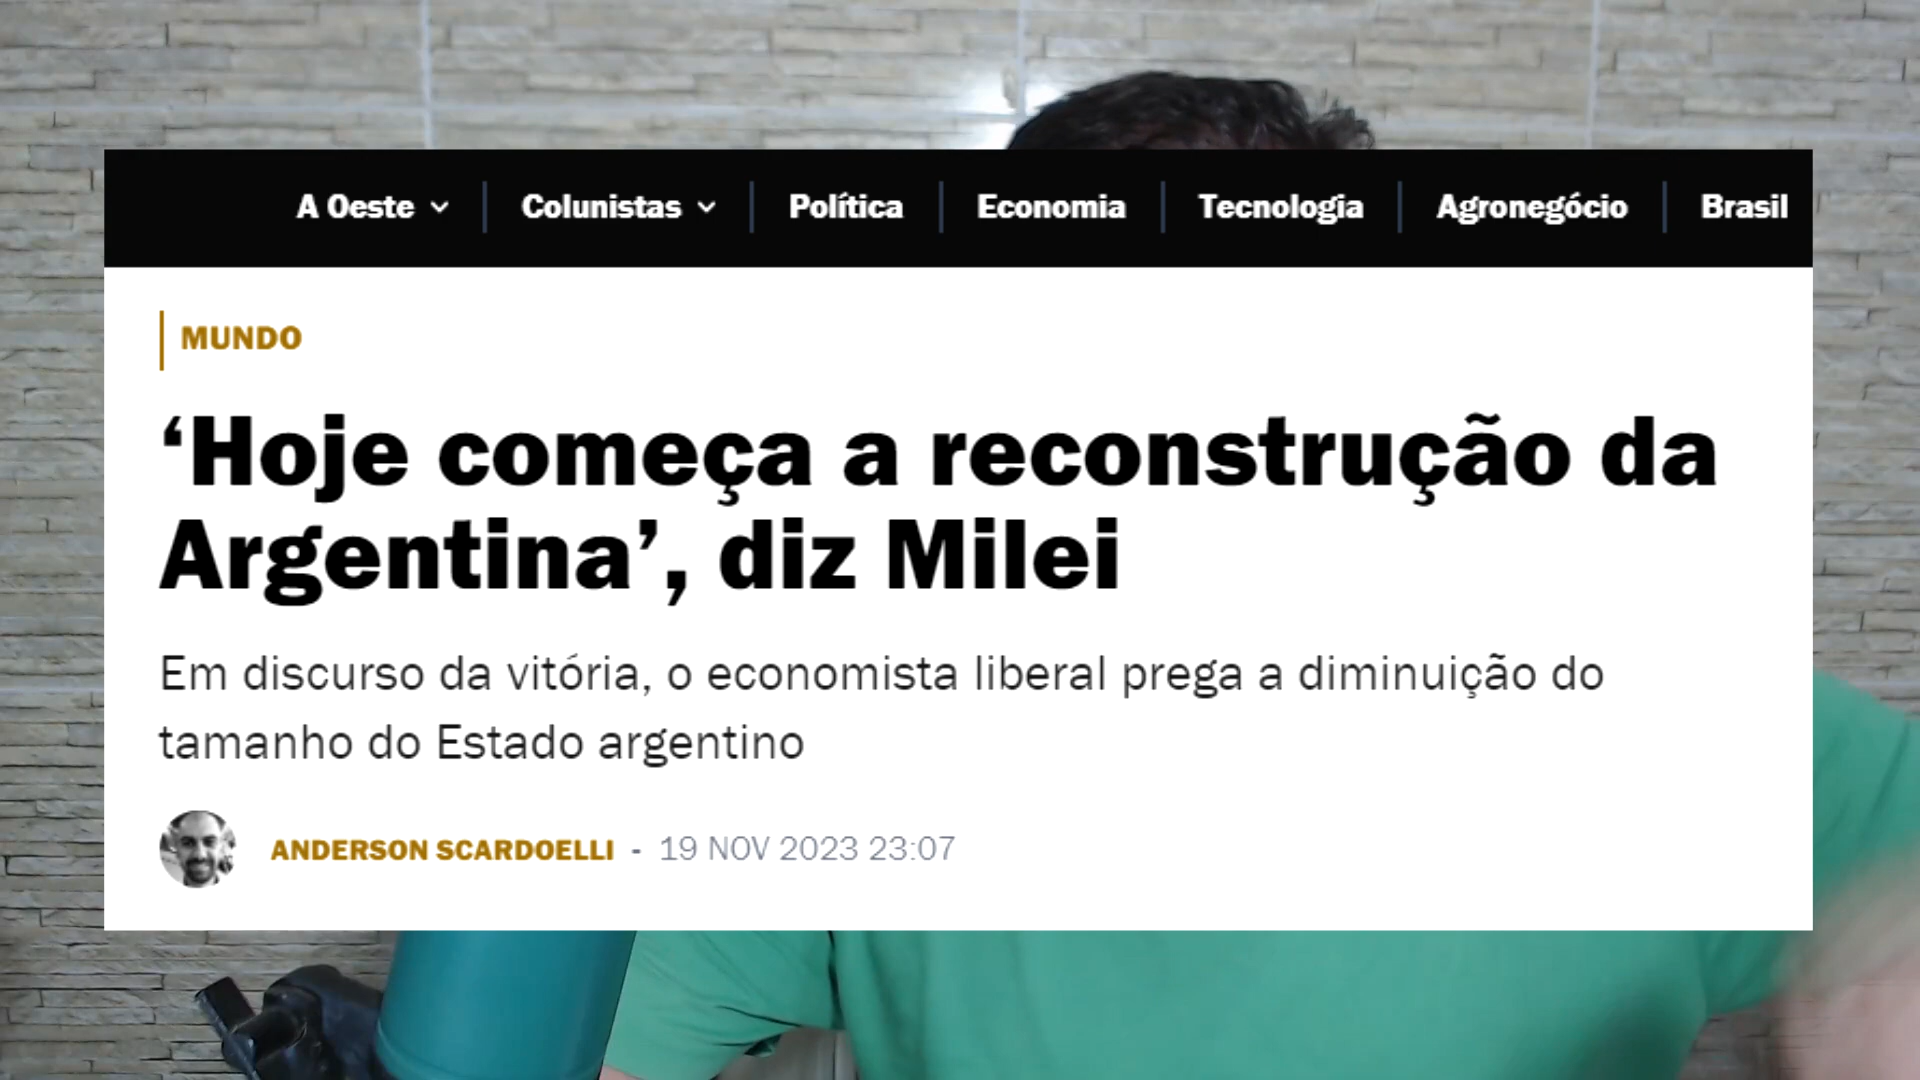 A Oeste Colunistas Política Economia Tecnologia Agronegócio Brasil
MUNDO
‘Hoje começa a reconstrução da
Argentina’, diz Milei
Em discurso da vitória, o economista liberal prega a diminuição do
tamanho do Estado argentino
ANDERSON SCARDOELLI - 19 NOV 2023 23:07